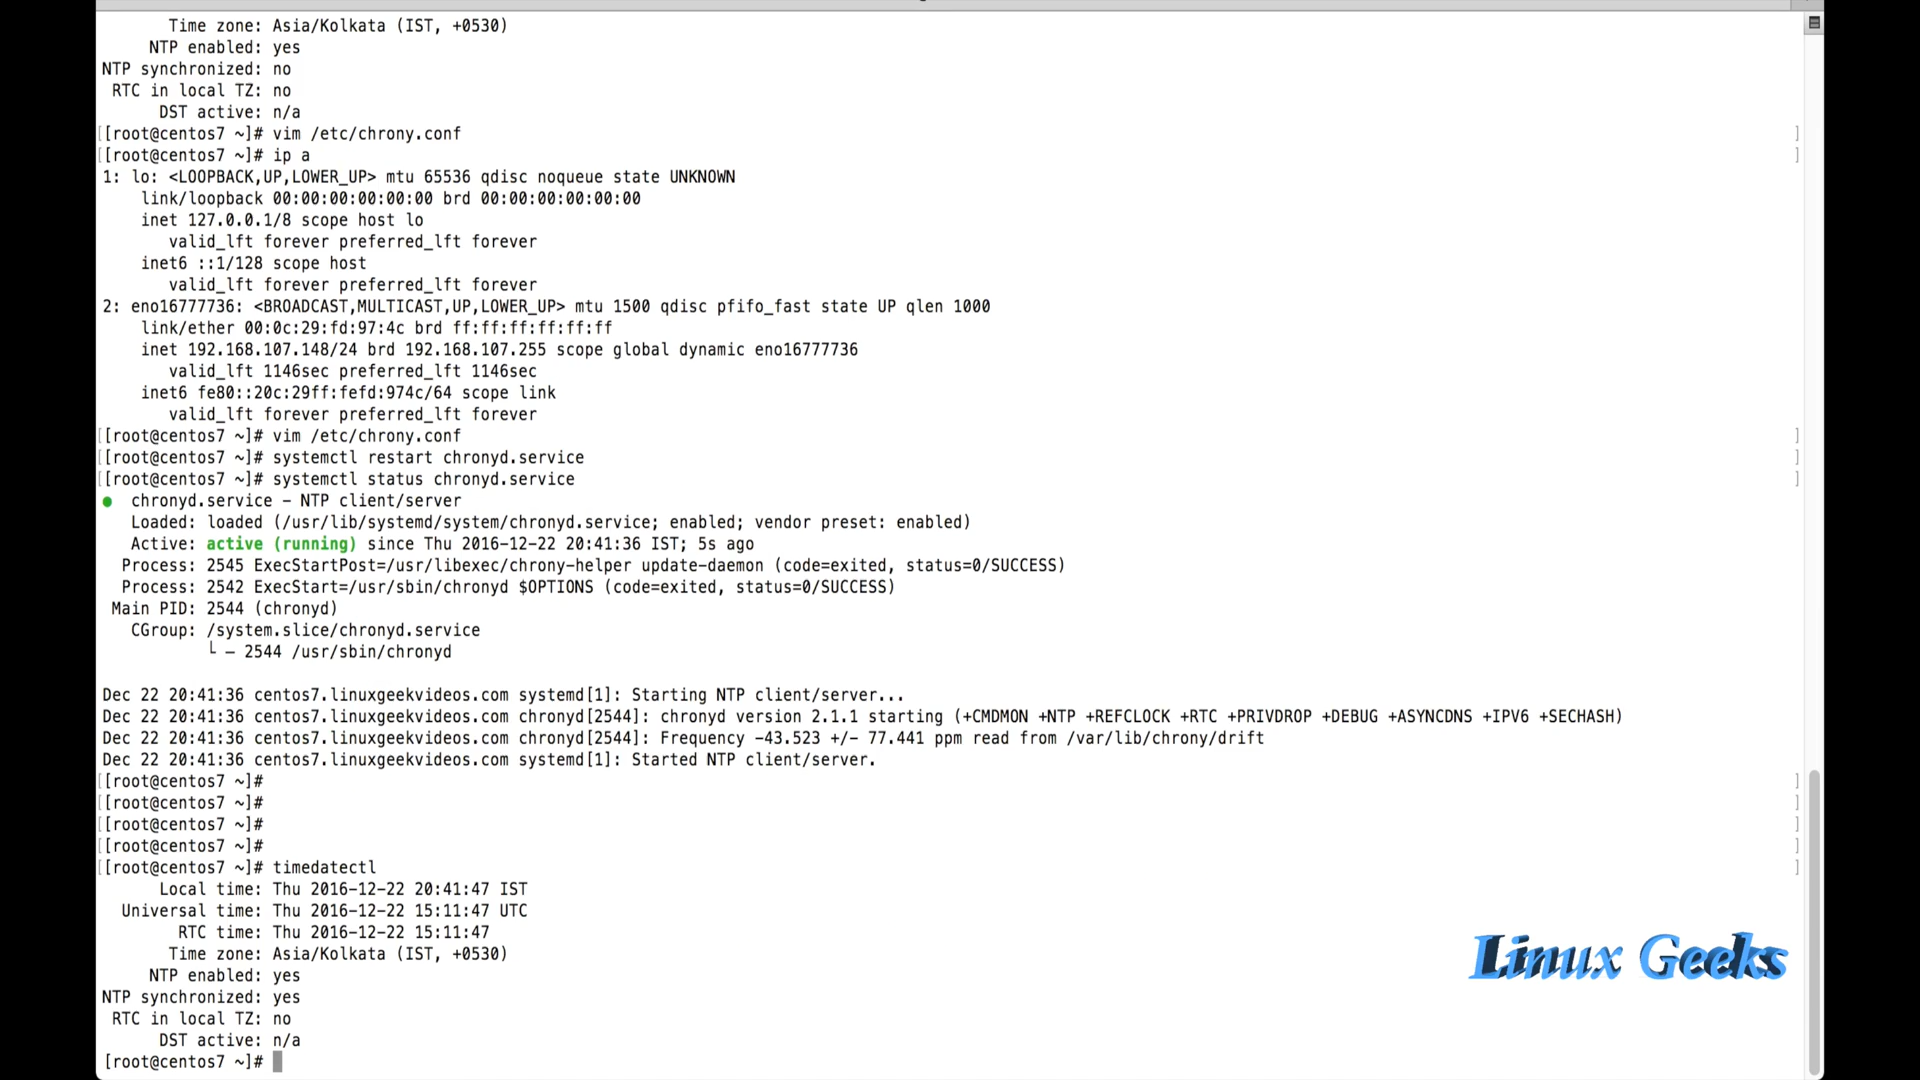 Time zone: Asia/Kolkata (IST, +0530)
NTP enabled: yes
NTP synchronized: no
RTC in local TZ: no
DST active: n/a
[[root@centos7 ~]# vim /etc/chrony.conf ]
[[root@centos7 ~]# ip a ]
1: lo: <LOOPBACK,UP,LOWER_UP> mtu 65536 qdisc noqueue state UNKNOWN
link/loopback 00:00:00:00:00:00 brd 00:00:00:00:00:00
inet 127.0.0.1/8 scope host lo
valid_lft forever preferred_lft forever
inet6 ::1/128 scope host
valid_lft forever preferred_lft forever
2: eno16777736: <BROADCAST,MULTICAST,UP,LOWER_UP> mtu 1500 qdisc pfifo_fast state UP qlen 1000
link/ether 00:0c:29:fd:97:4c brd ff:ff:ff:ff:ff:ff
inet 192.168.107.148/24 brd 192.168.107.255 scope global dynamic eno16777736
valid_lft 1146sec preferred_lft 1146sec
inet6 fe80::20c:29ff:fefd:974c/64 scope link
valid_lft forever preferred_lft forever
[[root@centos7 ~]# vim /etc/chrony.conf ]
[[root@centos7 ~]# systemctl restart chronyd.service ]
[[root@centos7 ~]# systemctl status chronyd.service ]
● chronyd.service - NTP client/server
Loaded: loaded (/usr/lib/systemd/system/chronyd.service; enabled; vendor preset: enabled)
Active: active (running) since Thu 2016-12-22 20:41:36 IST; 5s ago
Process: 2545 ExecStartPost=/usr/libexec/chrony-helper update-daemon (code=exited, status=0/SUCCESS)
Process: 2542 ExecStart=/usr/sbin/chronyd $OPTIONS (code=exited, status=0/SUCCESS)
Main PID: 2544 (chronyd)
CGroup: /system.slice/chronyd.service
└ - 2544 /usr/sbin/chronyd
Dec 22 20:41:36 centos7.linuxgeekvideos.com systemd[1]: Starting NTP client/server...
Dec 22 20:41:36 centos7.linuxgeekvideos.com chronyd[2544]: chronyd version 2.1.1 starting (+CMDMON +NTP +REFCLOCK +RTC +PRIVDROP +DEBUG +ASYNCDNS +IPV6 +SECHASH)
Dec 22 20:41:36 centos7.linuxgeekvideos.com chronyd[2544]: Frequency -43.523 +/- 77.441 ppm read from /var/lib/chrony/drift
Dec 22 20:41:36 centos7.linuxgeekvideos.com systemd[1]: Started NTP client/server.
[[root@centos7 ~]# ]
[[root@centos7 ~]# ]
[[root@centos7 ~]# ]
[[root@centos7 ~]# ]
[[root@centos7 ~]# timedatectl ]
Local time: Thu 2016-12-22 20:41:47 IST
Universal time: Thu 2016-12-22 15:11:47 UTC
RTC time: Thu 2016-12-22 15:11:47
Time zone: Asia/Kolkata (IST, +0530)
NTP enabled: yes
NTP synchronized: yes
RTC in local TZ: no
DST active: n/a
[root@centos7 ~]#
Linux Geeks